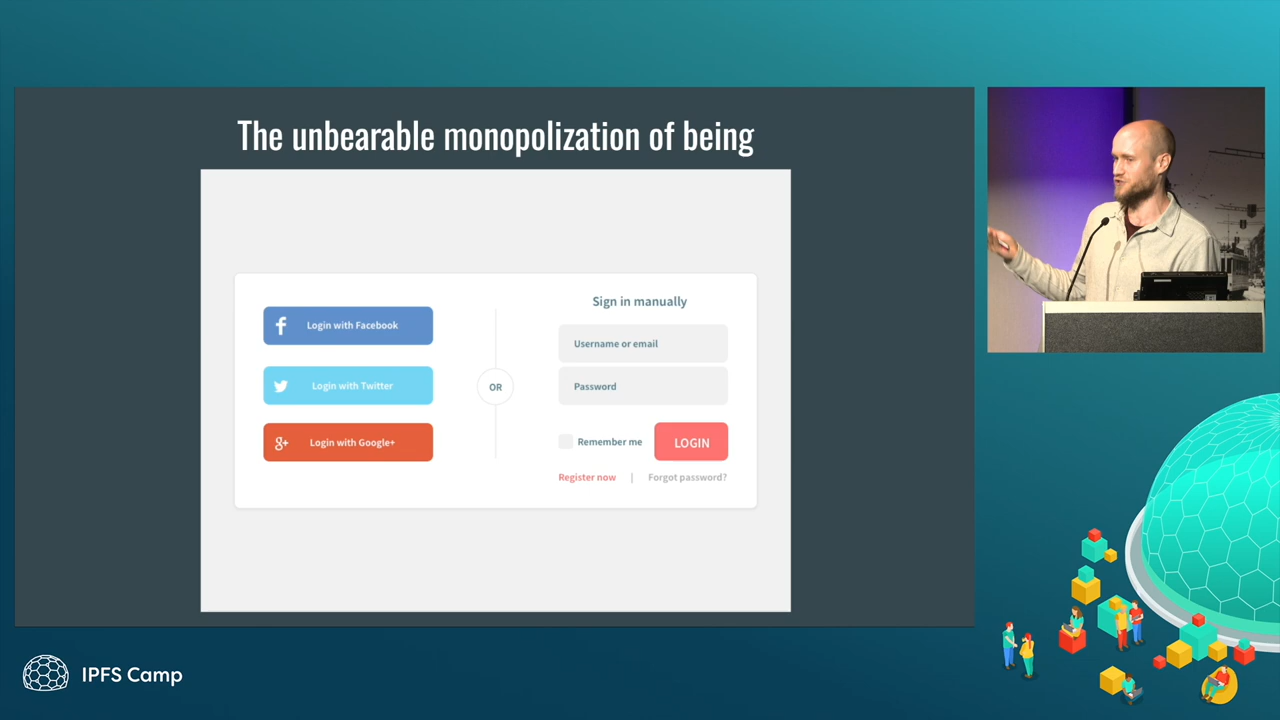 The unbearable monopolization of being
Login with Facebook
Login with Twitter
g+ Login with Google+
OR
Sign in manually
Username or email
Password
Remember me
LOGIN
Register now | Forgot password?
IPFS Camp